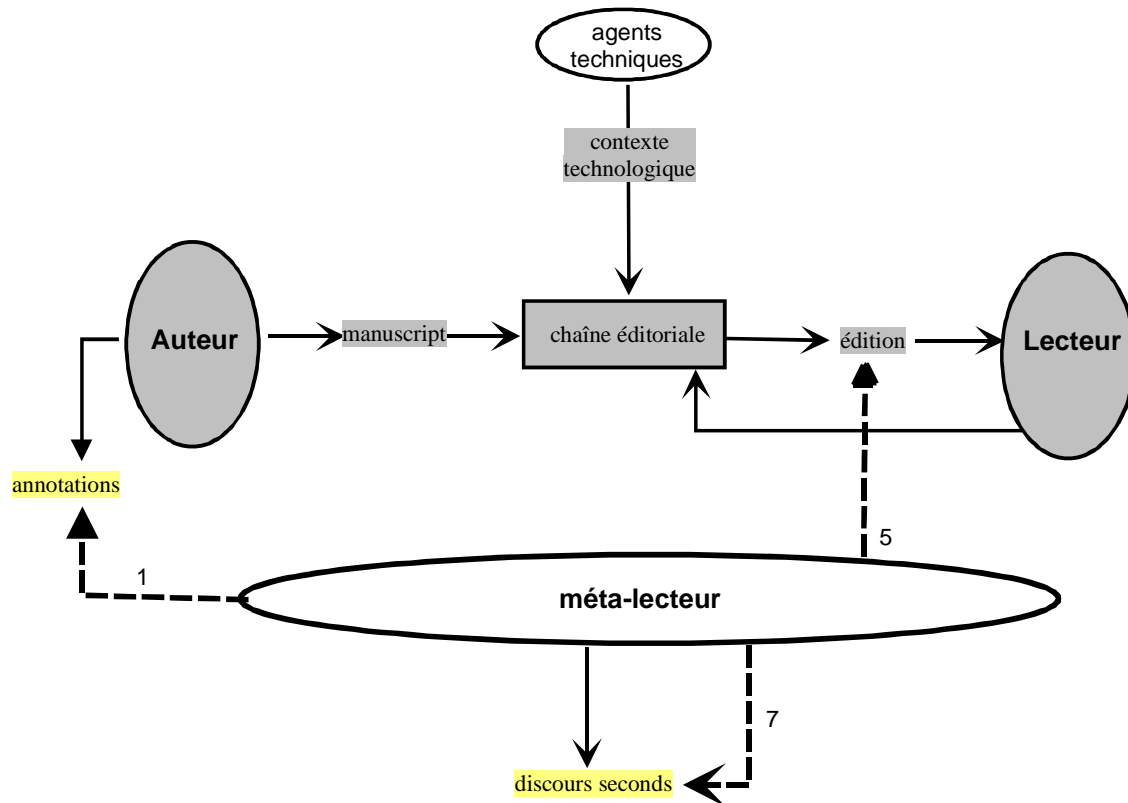 agents
techniques
contexte
technologique
Auteur
manuscript
chaîne éditoriale
édition
Lecteur
annotations
5
1
méta-lecteur
7
discours seconds